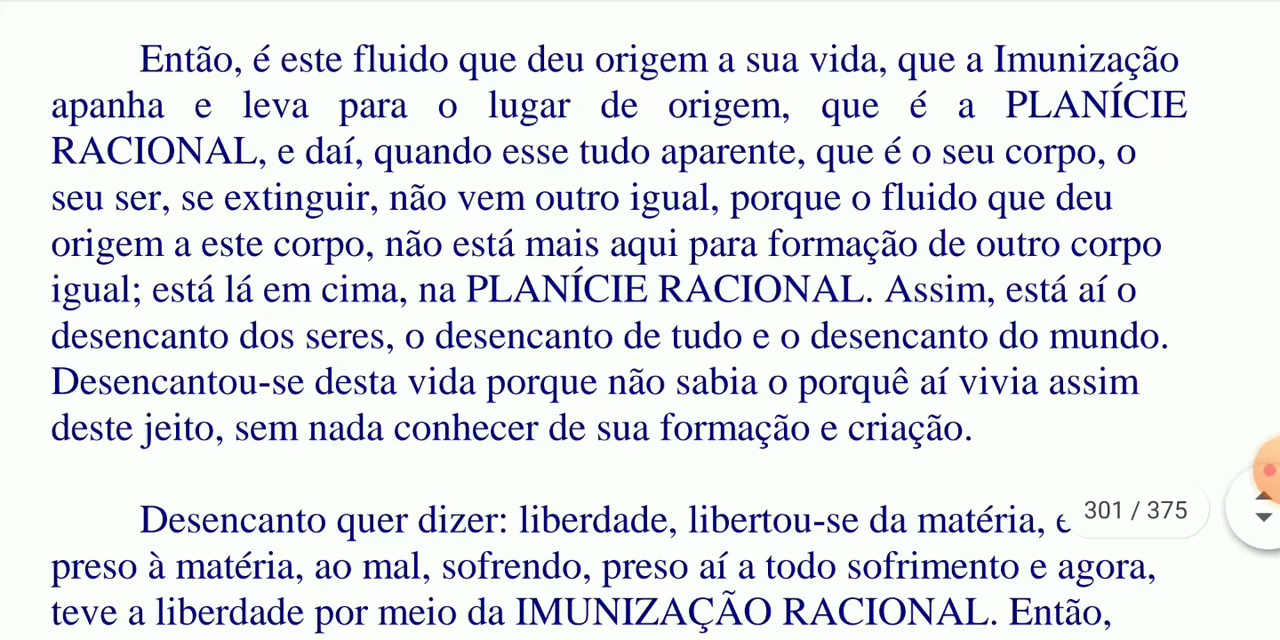 Então, é este fluido que deu origem a sua vida, que a Imunização
apanha e leva para o lugar de origem, que é a PLANÍCIE
RACIONAL, e daí, quando esse tudo aparente, que é o seu corpo, o
seu ser, se extinguir, não vem outro igual, porque o fluido que deu
origem a este corpo, não está mais aqui para formação de outro corpo
igual; está lá em cima, na PLANÍCIE RACIONAL. Assim, está aí o
desencanto dos seres, o desencanto de tudo e o desencanto do mundo.
Desencantou-se desta vida porque não sabia o porquê aí vivia assim
deste jeito, sem nada conhecer de sua formação e criação.
Desencanto quer dizer: liberdade, libertou-se da matéria,
301 / 375
preso à matéria, ao mal, sofrendo, preso aí a todo sofrimento e agora,
teve a liberdade por meio da IMUNIZAÇÃO RACIONAL. Então,